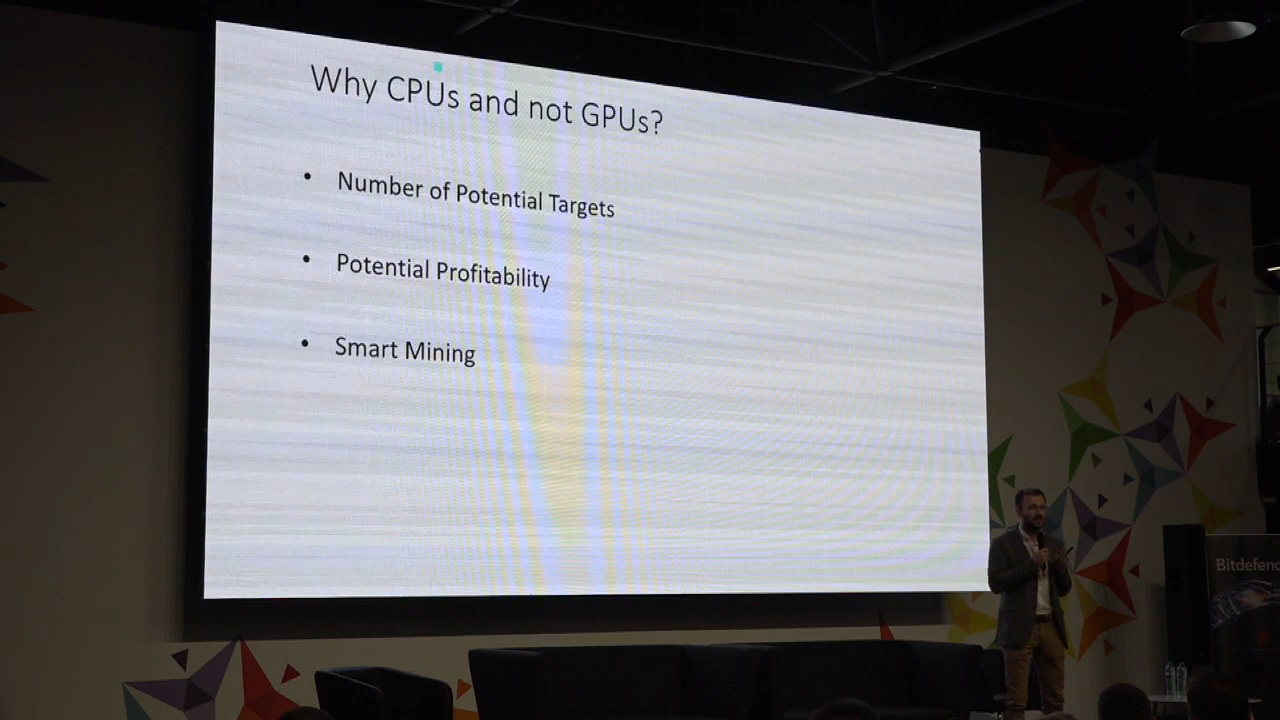 Why CPUs and not GPUs?
• Number of Potential Targets
• Potential Profitability
• Smart Mining
Bitdefend